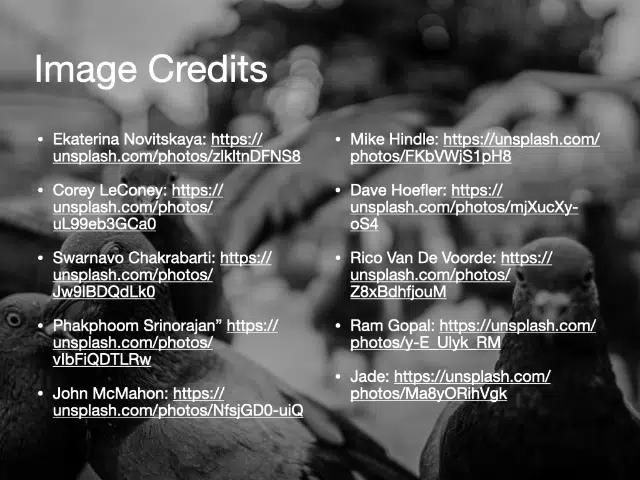 Image Credits
• Ekaterina Novitskaya: https://
unsplash.com/photos/zlkltnDFNS8
• Corey LeConey: https://
unsplash.com/photos/
uL99eb3GCa0
• Swarnavo Chakrabarti: https://
unsplash.com/photos/
Jw9lBDQdLk0
• Phakphoom Srinorajan” https://
unsplash.com/photos/
vIbFiQDTLRw
• John McMahon: https://
unsplash.com/photos/NfsjGD0-uiQ
• Mike Hindle: https://unsplash.com/
photos/FKbVWjS1pH8
• Dave Hoefler: https://
unsplash.com/photos/mjXucXy-
oS4
• Rico Van De Voorde: https://
unsplash.com/photos/
Z8xBdhfjouM
• Ram Gopal: https://unsplash.com/
photos/y-E_Ulyk_RM
• Jade: https://unsplash.com/
photos/Ma8yORihVgk